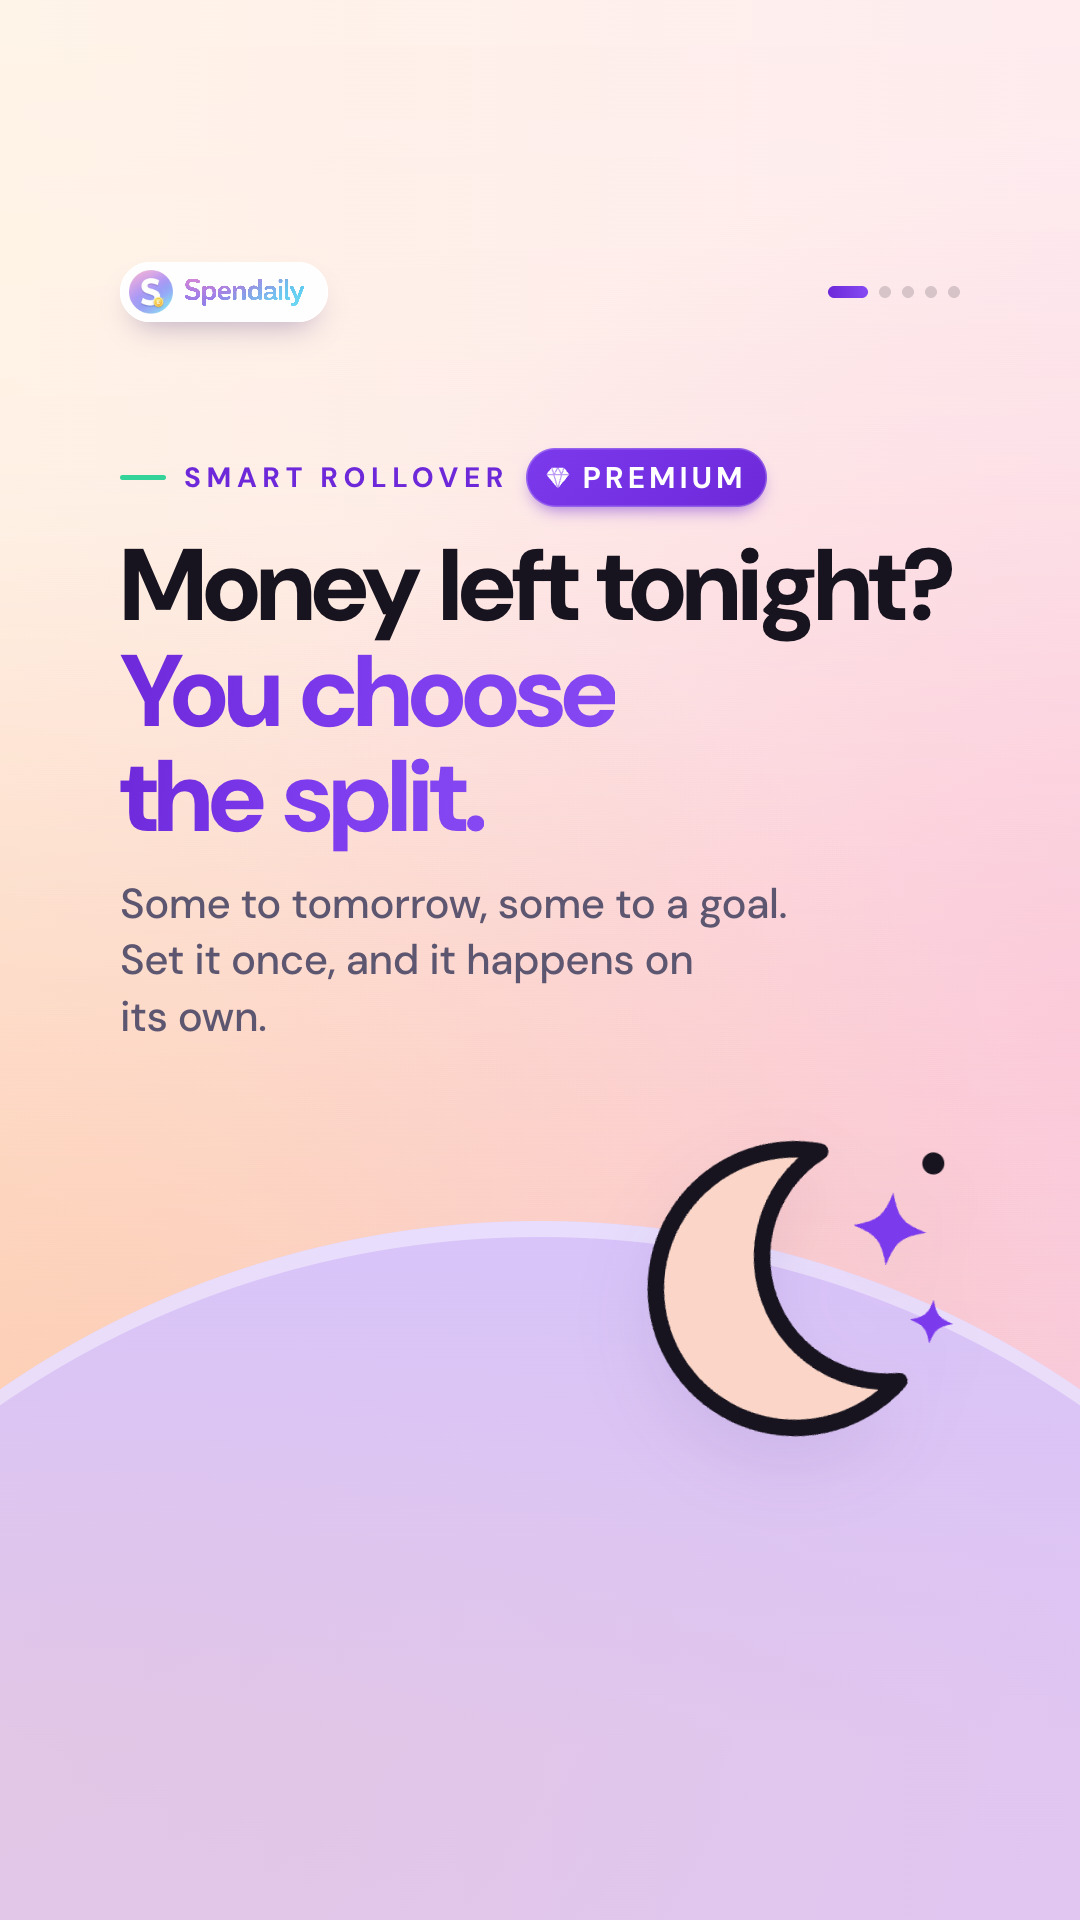 Spendaily
SMART ROLLOVER PREMIUM
Money left tonight?
You choose
the split.
Some to tomorrow, some to a goal.
Set it once, and it happens on
its own.